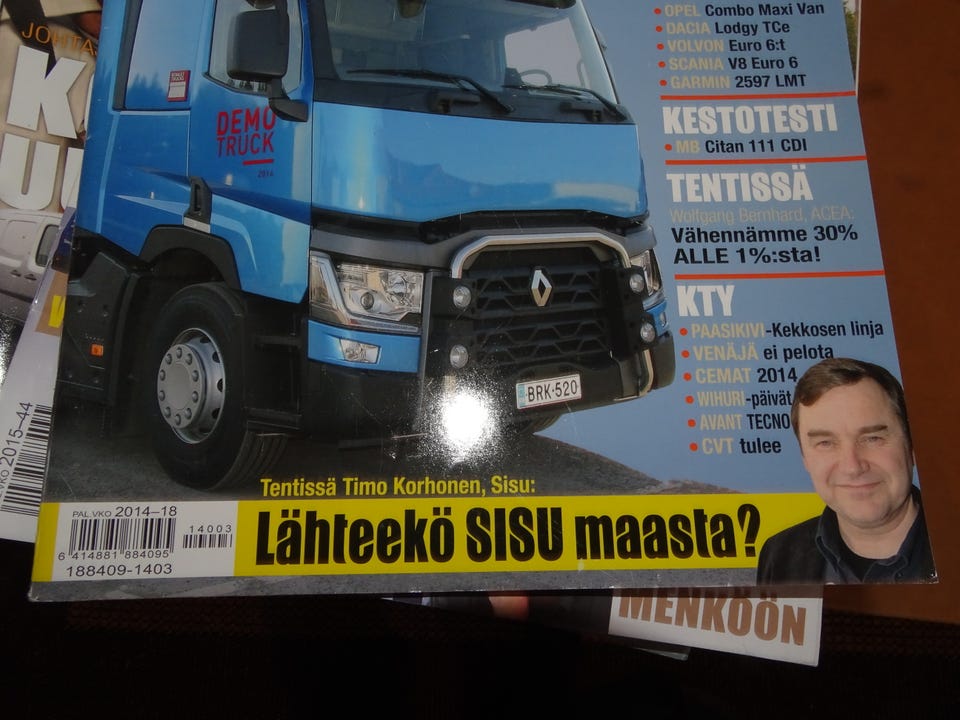 JOHTA
K
U
• OPEL Combo Maxi Van
• DACIA Lodgy TCe
• VOLVON Euro 6:t
• SCANIA V8 Euro 6
• GARMIN 2597 LMT
KESTOTESTI
• MB Citan 111 CDI
TENTISSÄ
Wolfgang Bernhard, ACEA:
Vähennämme 30%
ALLE 1%:sta!
KTY
• PAASIKIVI-Kekkosen linja
• VENÄJÄ ei pelota
• CEMAT 2014
• WIHURI-päivät
• AVANT TECNO
• CVT tulee
DEMO
TRUCK
2014
BRK-520
Tentissä Timo Korhonen, Sisu:
Lähteekö SISU maasta?
PAL.VKO 2014–18
14003
6 414881 884095
188409-1403
VKO 2015–44
MENKÖÖN